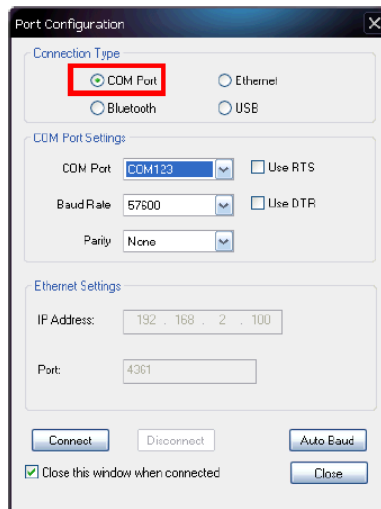 Port Configuration
Connection Type
COM Port Ethernet
Bluetooth USB
COM Port Settings
COM Port COM123 Use RTS
Baud Rate 57600 Use DTR
Parity None
Ethernet Settings
IP Address: 192 . 168 . 2 . 100
Port: 4361
Connect Disconnect Auto Baud
Close this window when connected Close